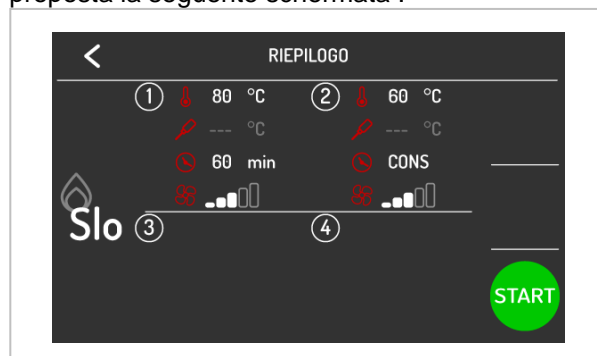 proposta la seguente schermata :
RIEPILOGO
1 80 °C 2 60 °C
--- °C --- °C
60 min CONS
Slo 3 4
START